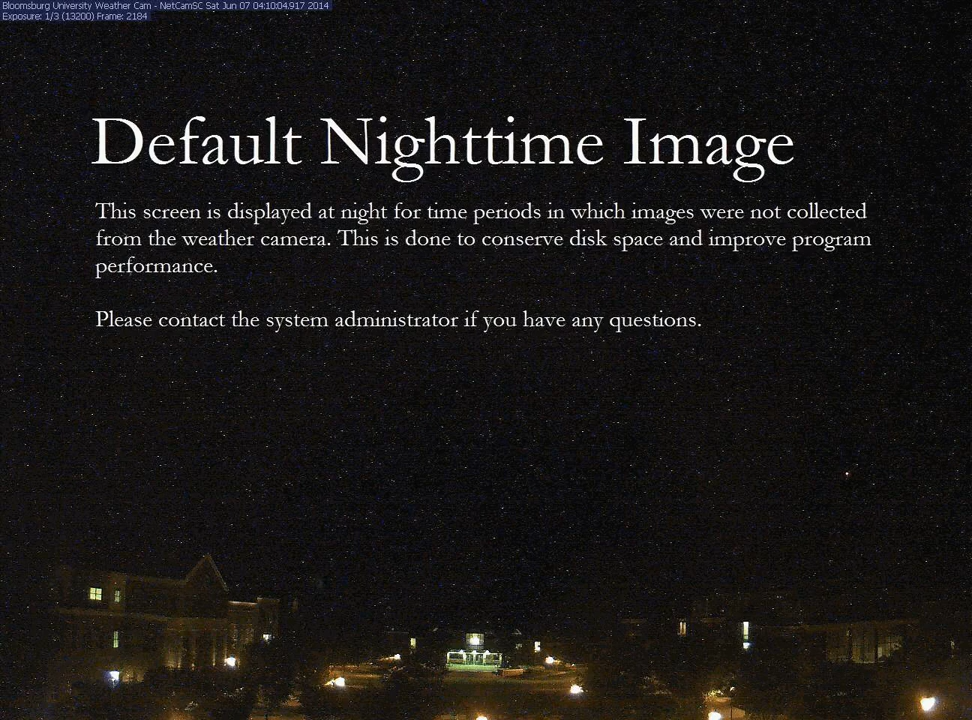 Bloomsburg University Weather Cam - NetCamSC Sat Jun 07 04:10:04.917 2014
Exposure: 1/3 (13200) Frame: 2184
Default Nighttime Image
This screen is displayed at night for time periods in which images were not collected
from the weather camera. This is done to conserve disk space and improve program
performance.
Please contact the system administrator if you have any questions.